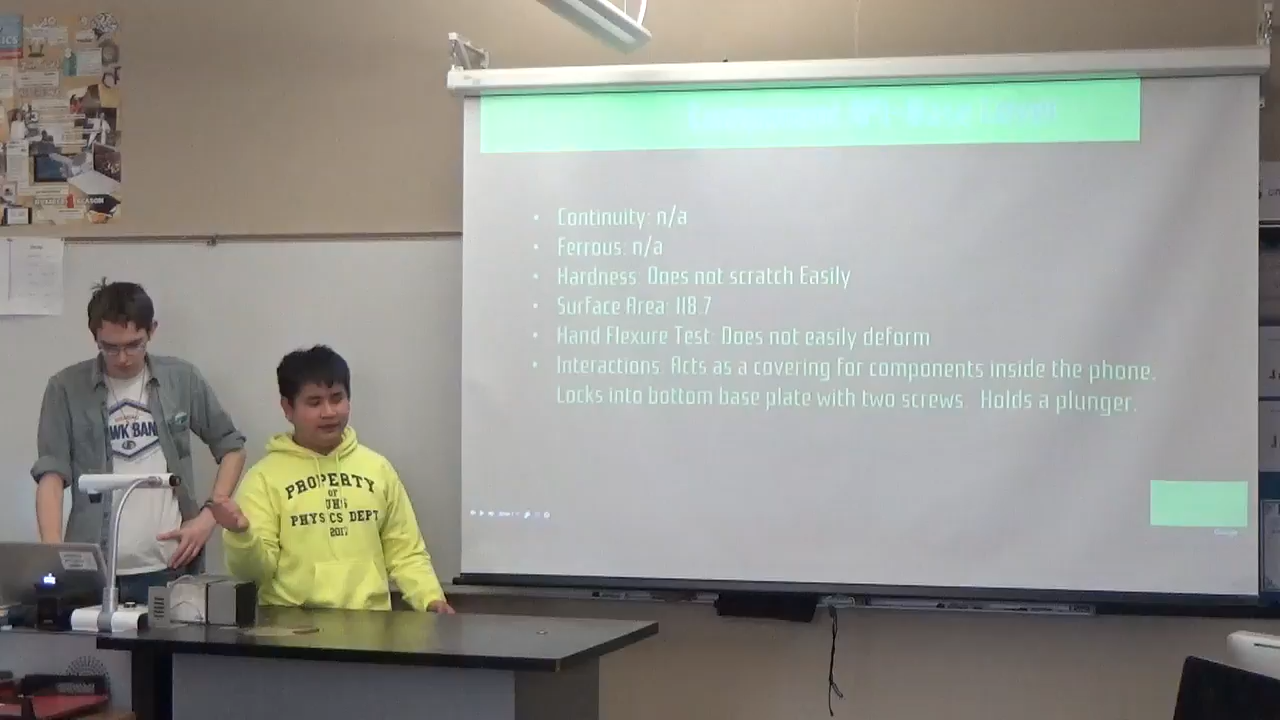 Continuity: n/a
Ferrous: n/a
Hardness: Does not scratch Easily
Surface Area: 118.7
Hand Flexure Test: Does not easily deform
Interactions: Acts as a covering for components inside the phone.
Locks into bottom base plate with two screws. Holds a plunger.
Google
PROPERTY
OF
UHS
PHYSICS DEPT
2017